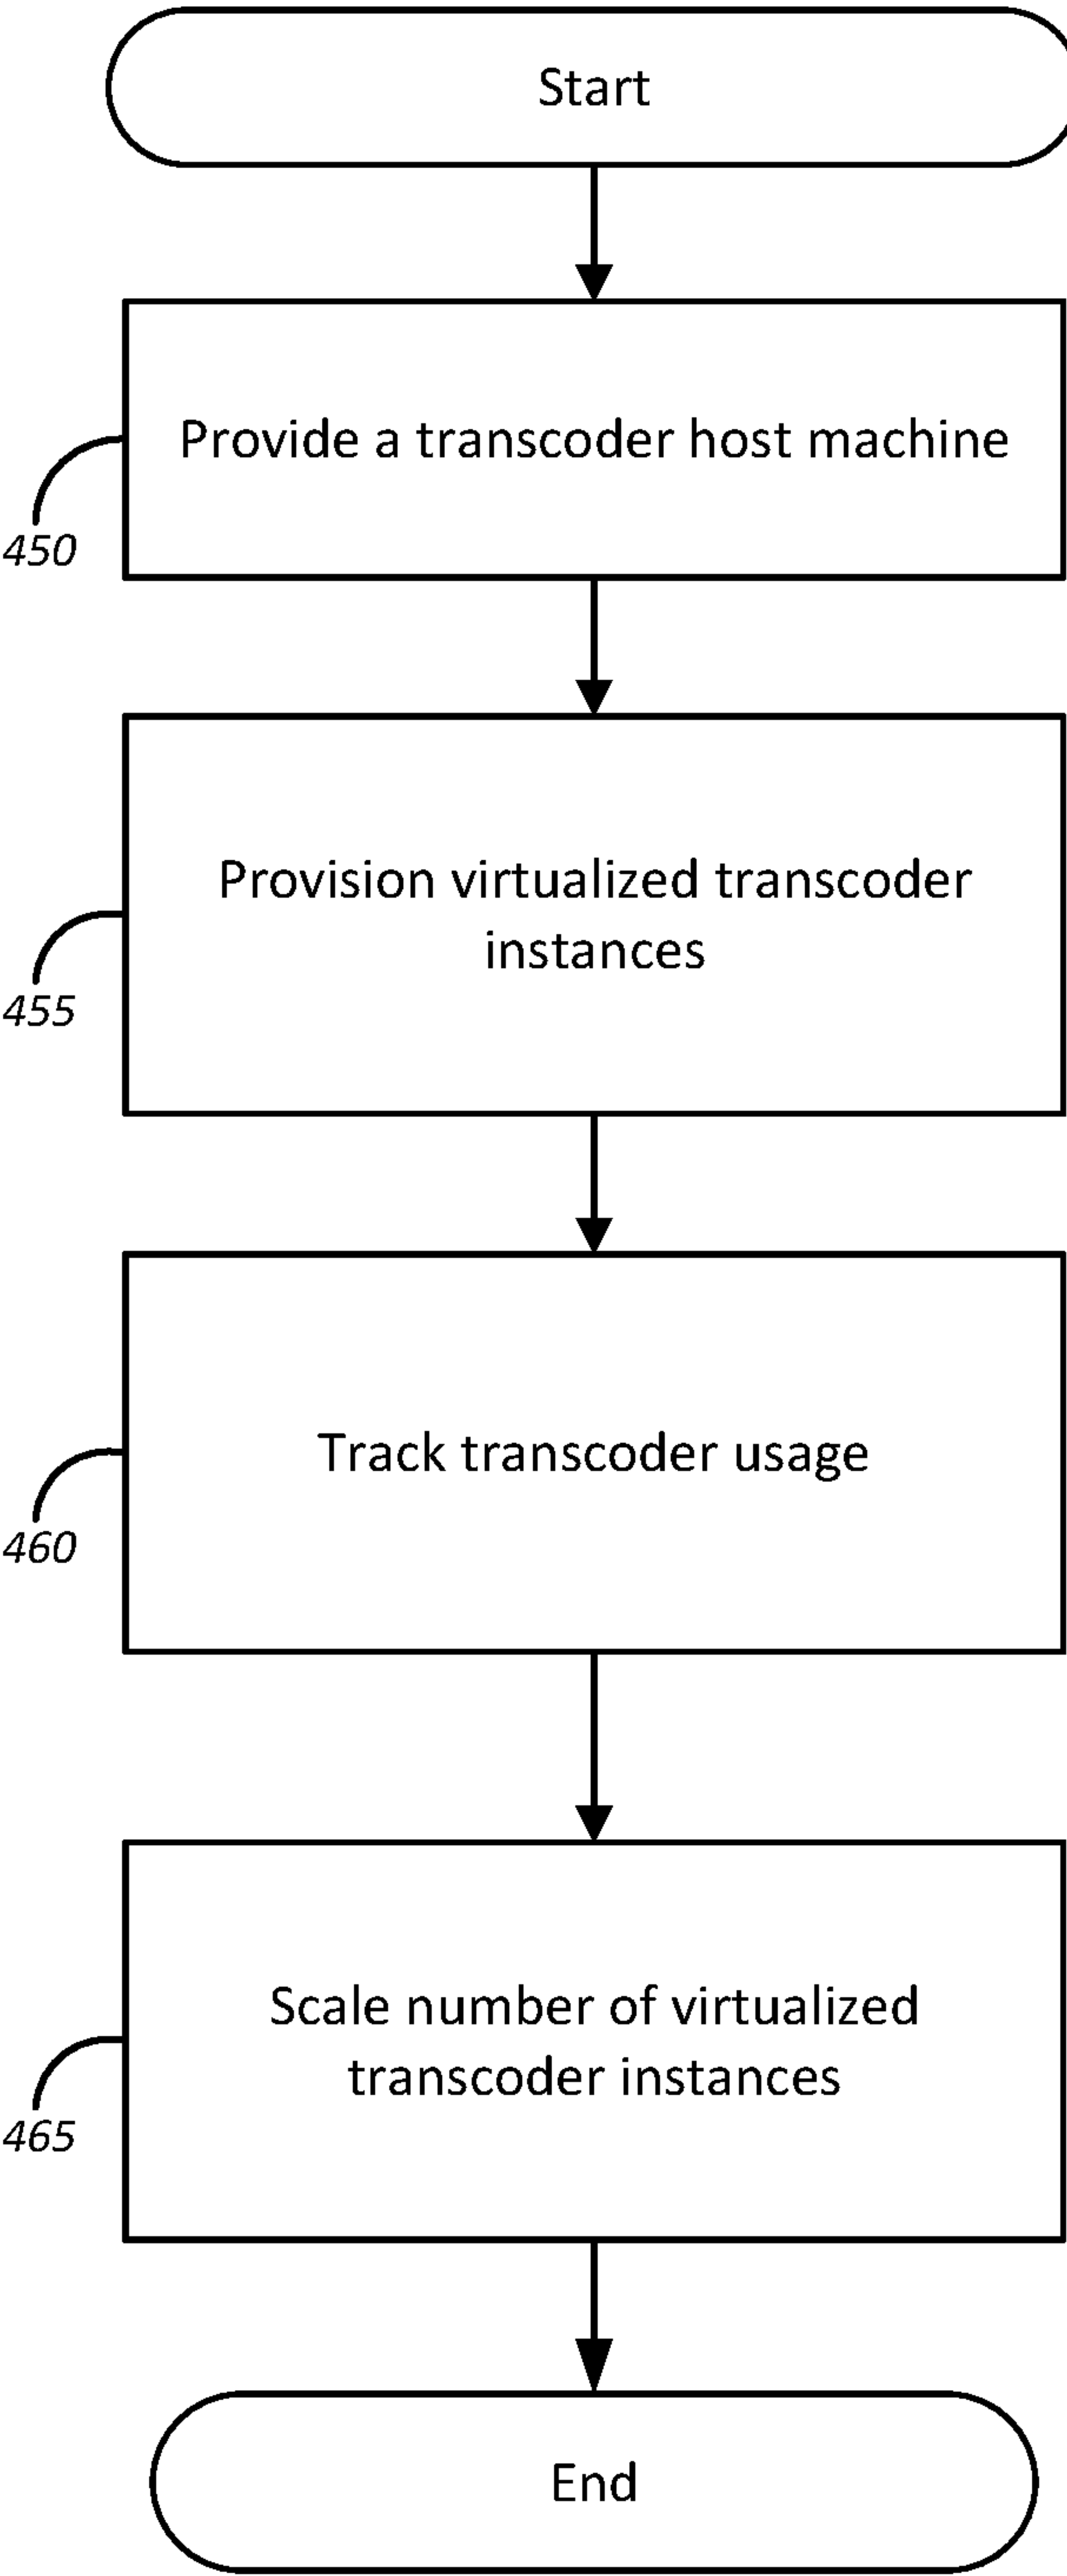 Start
Provide a transcoder host machine
450
Provision virtualized transcoder
instances
455
Track transcoder usage
460
Scale number of virtualized
transcoder instances
465
End